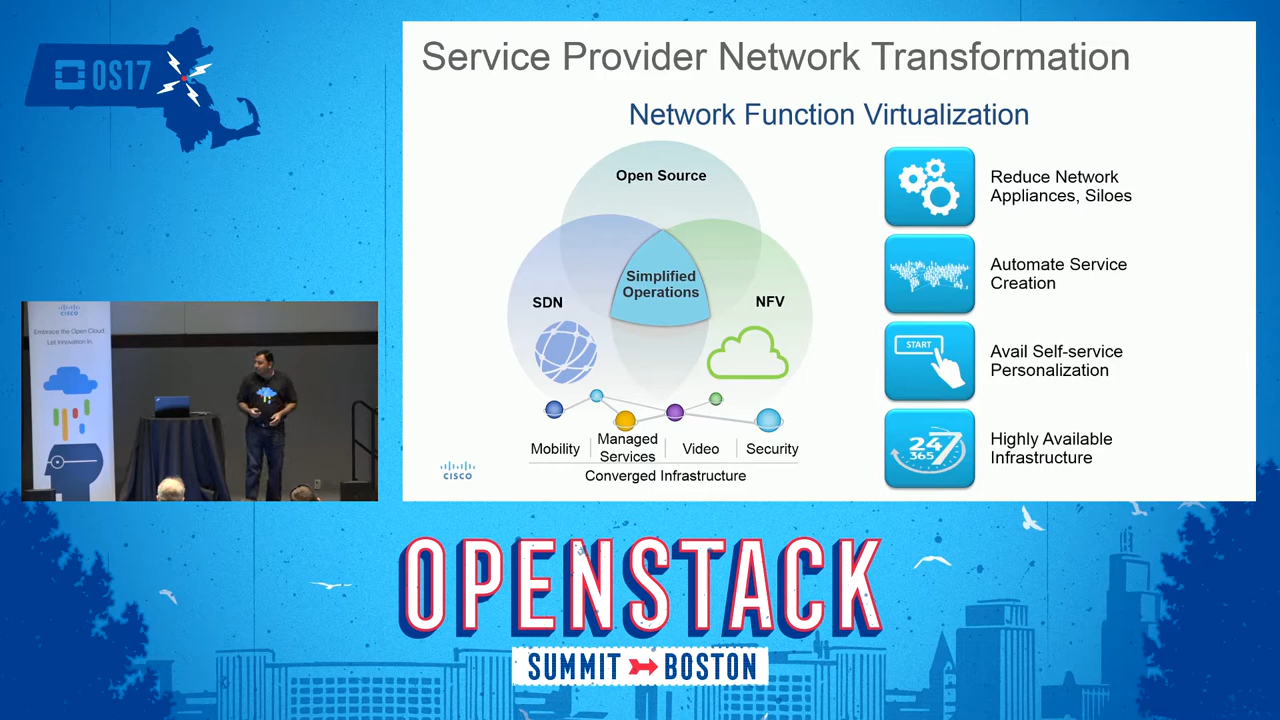 OS17
Service Provider Network Transformation
Network Function Virtualization
Open Source
Simplified
Operations
SDN
NFV
Mobility
Managed
Services
Video
Security
Converged Infrastructure
CISCO
Reduce Network
Appliances, Siloes
Automate Service
Creation
START
Avail Self-service
Personalization
24 7
365
Highly Available
Infrastructure
CISCO
Embrace the Open Cloud.
Let Innovation In.
OPENSTACK
SUMMIT BOSTON